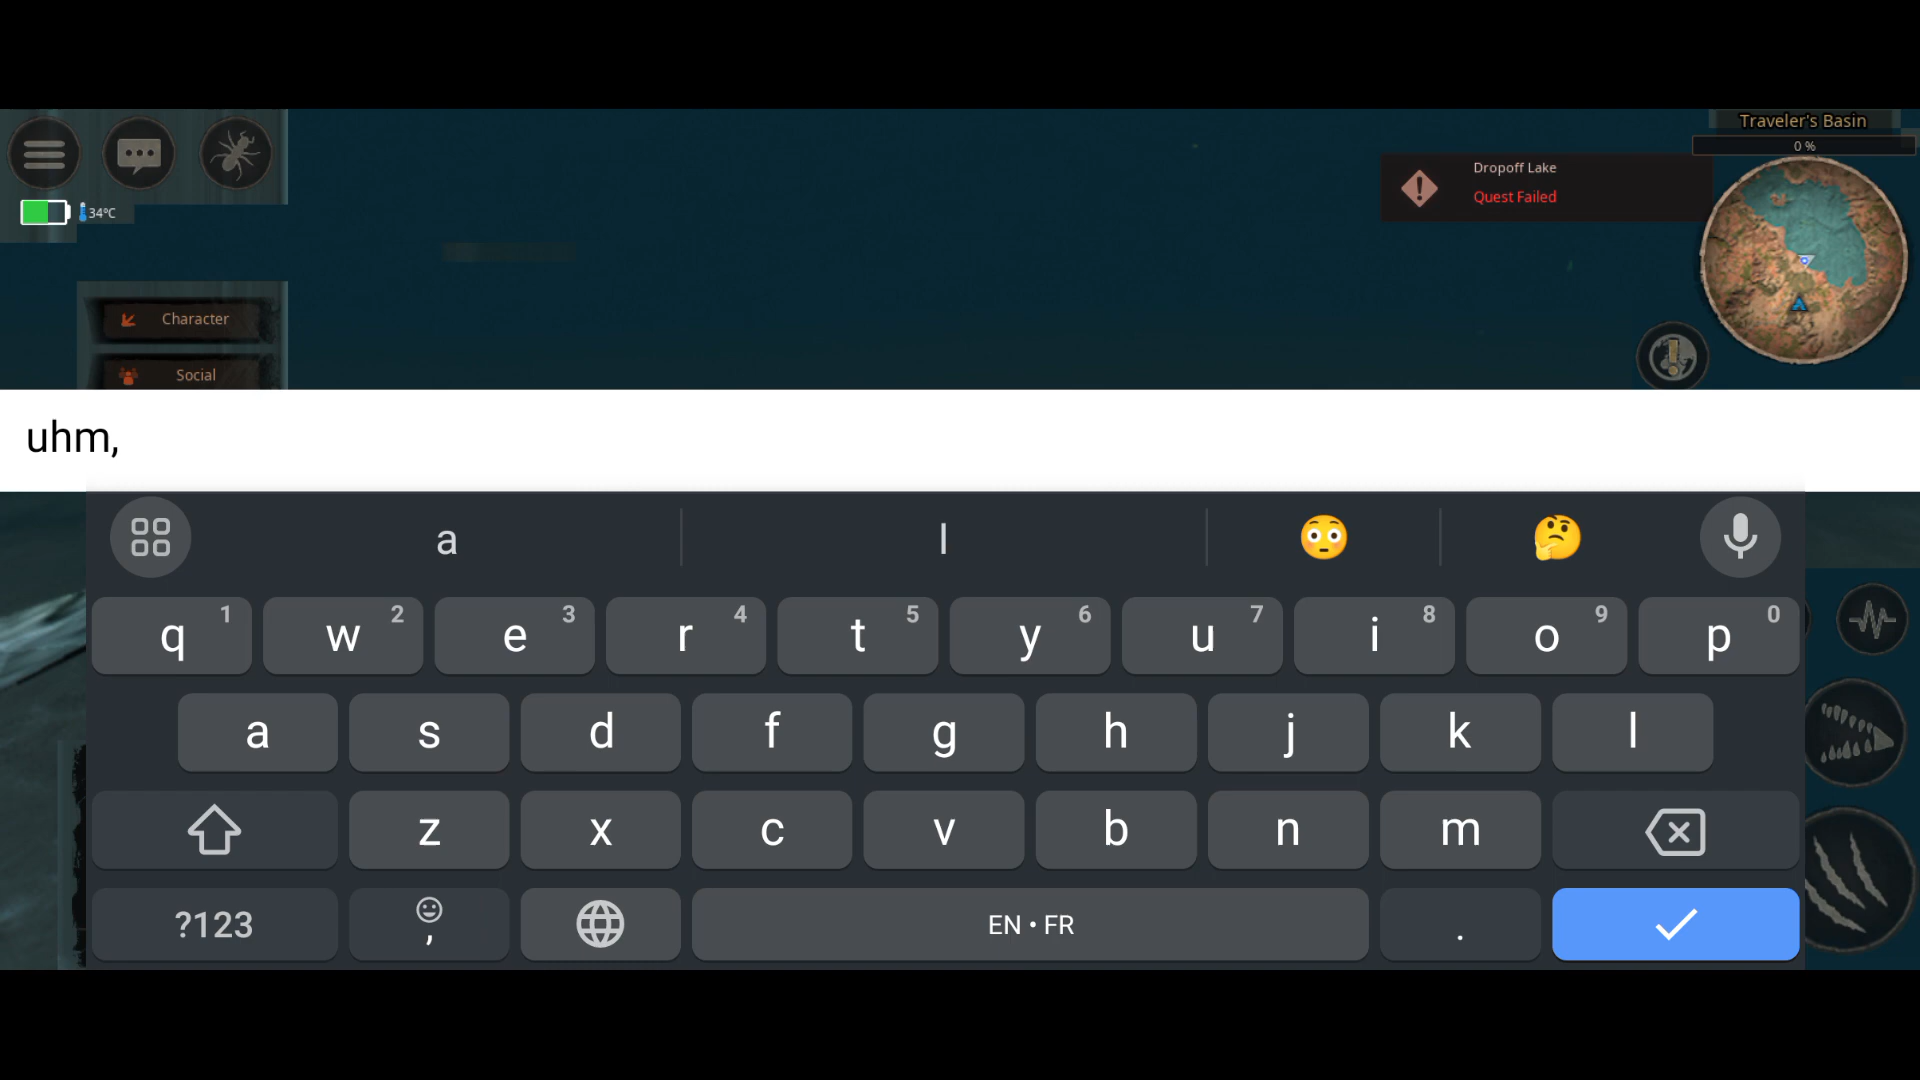 Traveler's Basin
0 %
Dropoff Lake
Quest Failed
34°C
Character
Social
uhm,
a
I
q 1 w 2 e 3 r 4 t 5 y 6 u 7 i 8 o 9 p 0
a s d f g h j k l
z x c v b n m
?123 , EN • FR .